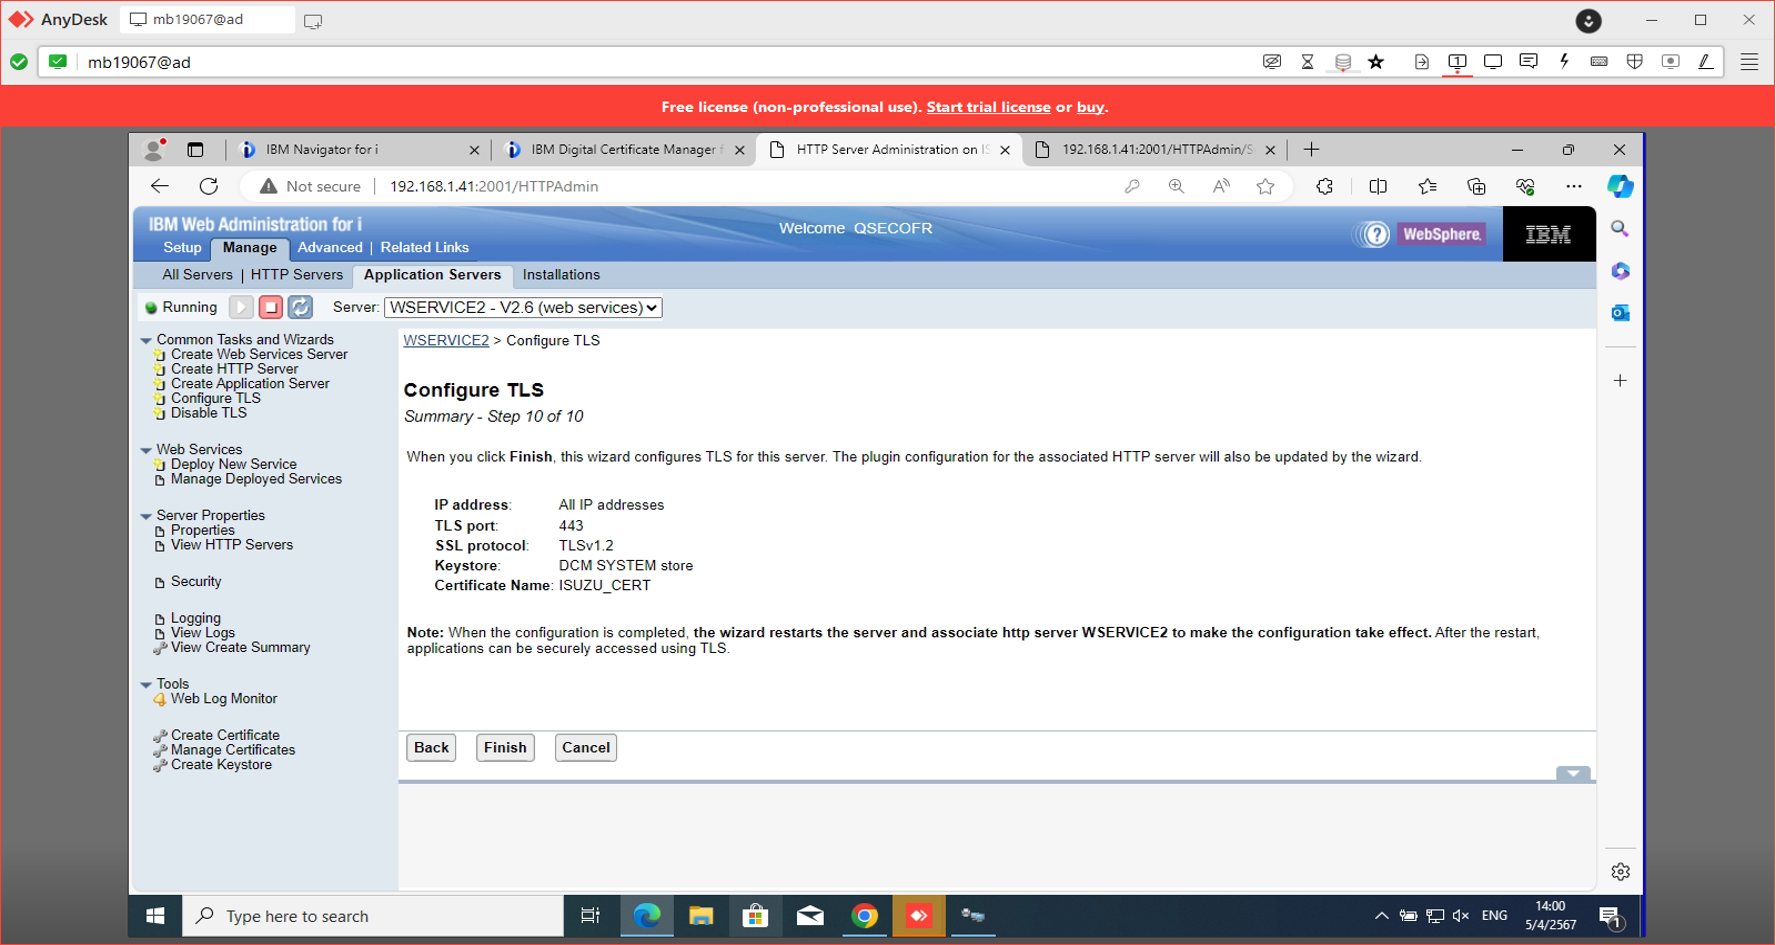 AnyDesk
mb19067@ad
mb19067@ad
Free license (non-professional use). Start trial license or buy.
IBM Navigator for i
IBM Digital Certificate Manager f
HTTP Server Administration on IS
192.168.1.41:2001/HTTPAdmin/S
Not secure
192.168.1.41:2001/HTTPAdmin
IBM Web Administration for i
Welcome QSECOFR
WebSphere.
IBM
Setup
Manage
Advanced | Related Links
All Servers | HTTP Servers
Application Servers
Installations
Running
Server: WSERVICE2 - V2.6 (web services)
Common Tasks and Wizards
Create Web Services Server
Create HTTP Server
Create Application Server
Configure TLS
Disable TLS
Web Services
Deploy New Service
Manage Deployed Services
Server Properties
Properties
View HTTP Servers
Security
Logging
View Logs
View Create Summary
Tools
Web Log Monitor
Create Certificate
Manage Certificates
Create Keystore
WSERVICE2 > Configure TLS
Configure TLS
Summary - Step 10 of 10
When you click Finish, this wizard configures TLS for this server. The plugin configuration for the associated HTTP server will also be updated by the wizard.
IP address: All IP addresses
TLS port: 443
SSL protocol: TLSv1.2
Keystore: DCM SYSTEM store
Certificate Name: ISUZU_CERT
Note: When the configuration is completed, the wizard restarts the server and associate http server WSERVICE2 to make the configuration take effect. After the restart,
applications can be securely accessed using TLS.
Back
Finish
Cancel
Type here to search
ENG
14:00
5/4/2567
1